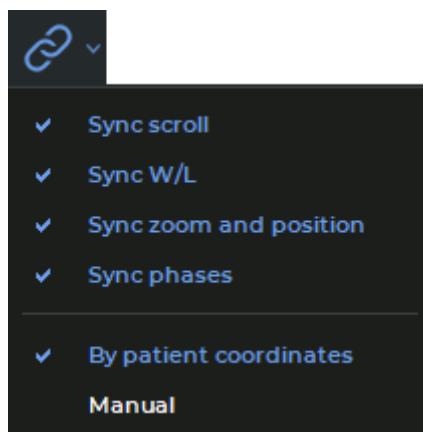 Sync scroll
Sync W/L
Sync zoom and position
Sync phases
By patient coordinates
Manual